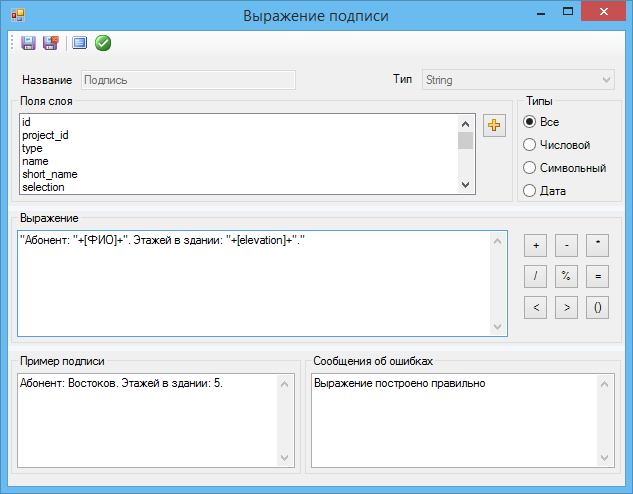 Выражение подписи
Название Подпись Тип String
Поля слоя
id
project_id
type
name
short_name
selection
Типы
Все
Числовой
Символьный
Дата
Выражение
"Абонент: "+[ФИО]+". Этажей в здании: "+[elevation]+"."
+ - *
/ % =
< > ()
Пример подписи
Абонент: Востоков. Этажей в здании: 5.
Сообщения об ошибках
Выражение построено правильно